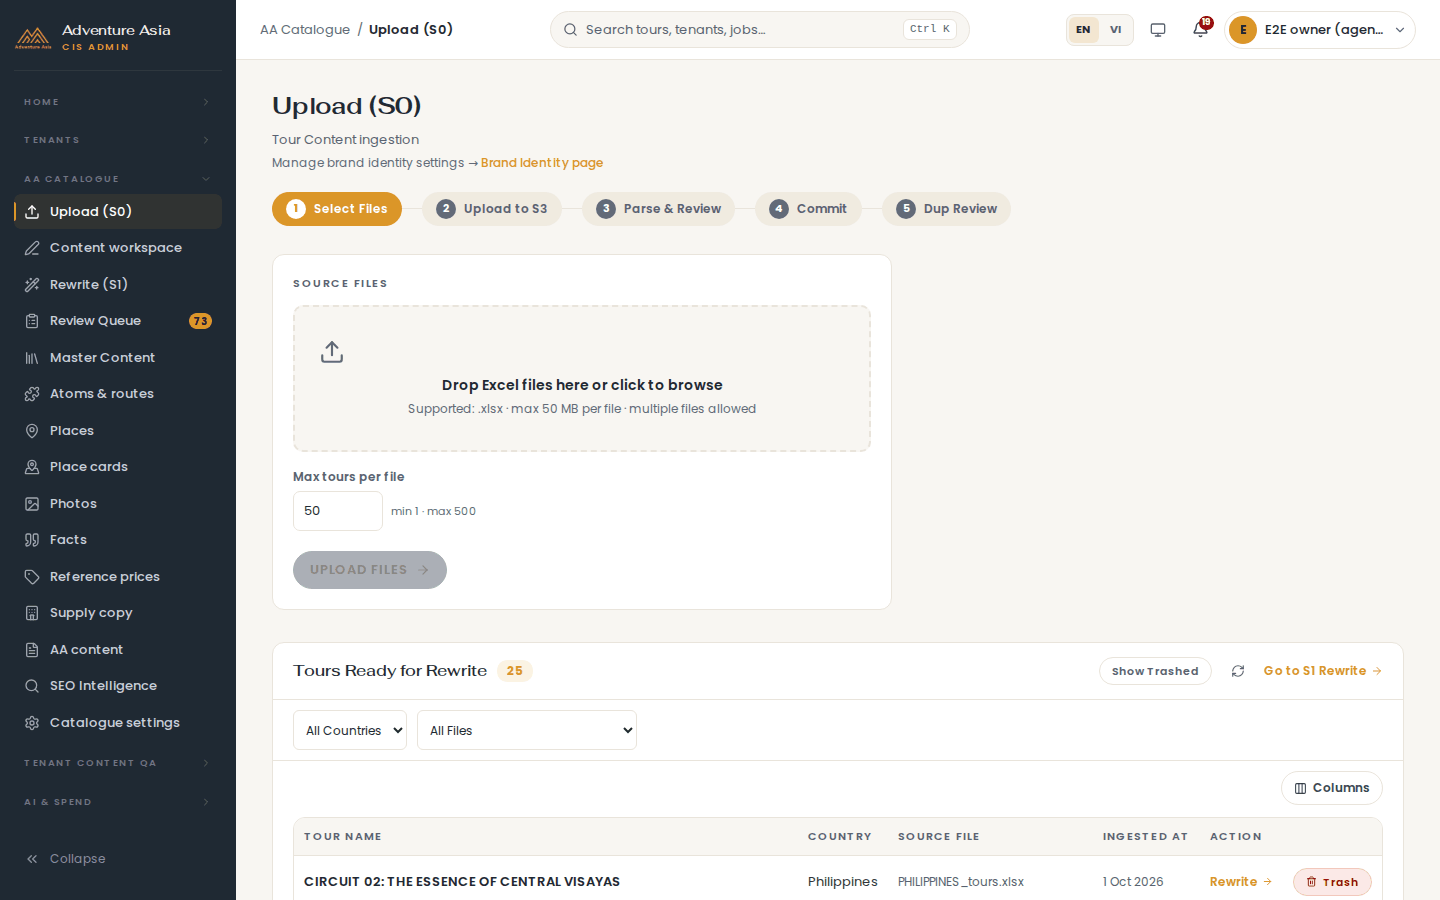 Adventure Asia
Adventure Asia
CIS ADMIN
HOME
TENANTS
AA CATALOGUE
Upload (S0)
Content workspace
Rewrite (S1)
Review Queue 73
Master Content
Atoms & routes
Places
Place cards
Photos
Facts
Reference prices
Supply copy
AA content
SEO Intelligence
Catalogue settings
TENANT CONTENT QA
AI & SPEND
Collapse
AA Catalogue / Upload (S0)
Search tours, tenants, jobs... Ctrl K
EN VI
19
E E2E owner (agen...
Upload (S0)
Tour Content ingestion
Manage brand identity settings → Brand Identity page
1 Select Files
2 Upload to S3
3 Parse & Review
4 Commit
5 Dup Review
SOURCE FILES
Drop Excel files here or click to browse
Supported: .xlsx · max 50 MB per file · multiple files allowed
Max tours per file
50 min 1 · max 500
UPLOAD FILES →
Tours Ready for Rewrite 25
Show Trashed
Go to S1 Rewrite →
All Countries All Files
Columns
TOUR NAME COUNTRY SOURCE FILE INGESTED AT ACTION
CIRCUIT 02: THE ESSENCE OF CENTRAL VISAYAS Philippines PHILIPPINES_tours.xlsx 1 Oct 2026 Rewrite → Trash